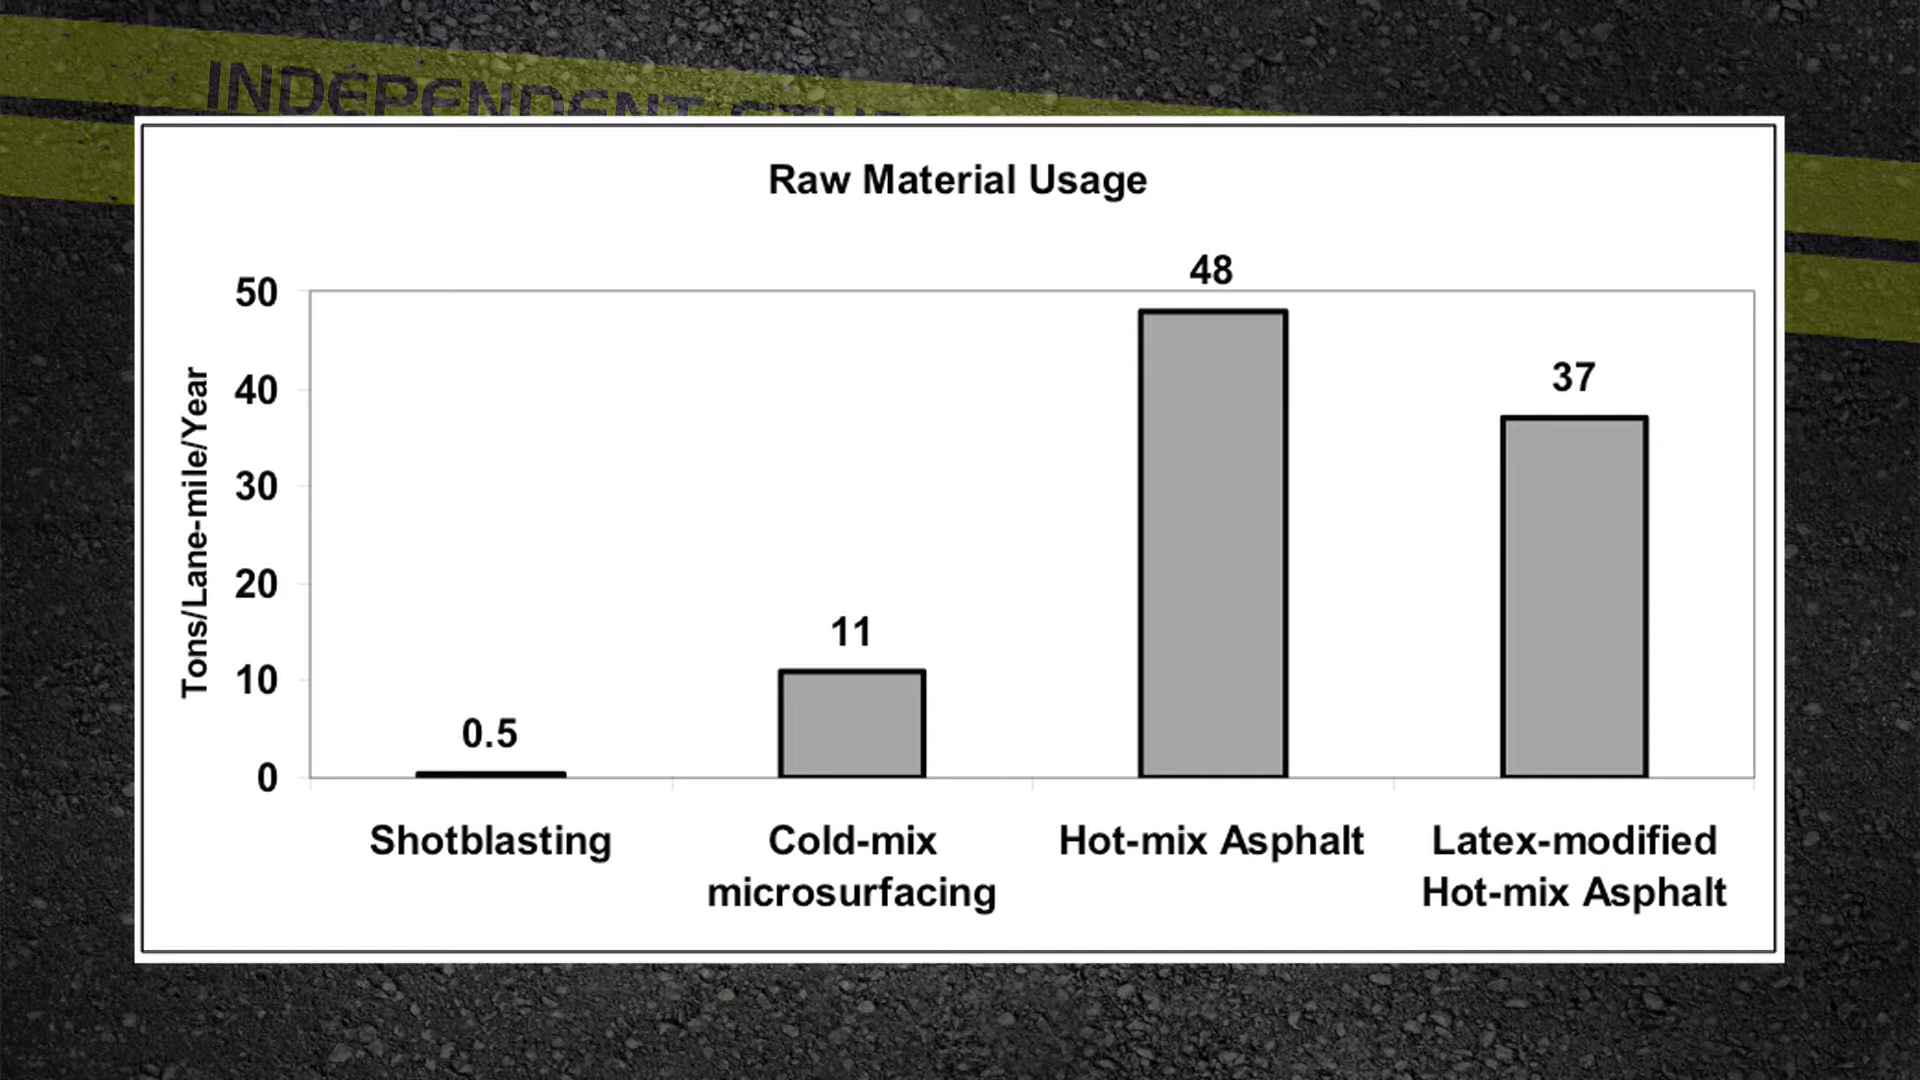 INDEPENDENT
Raw Material Usage
48
50
37
40
Tons/Lane-mile/Year
30
20
11
10
0.5
0
Shotblasting
Cold-mix
microsurfacing
Hot-mix Asphalt
Latex-modified
Hot-mix Asphalt